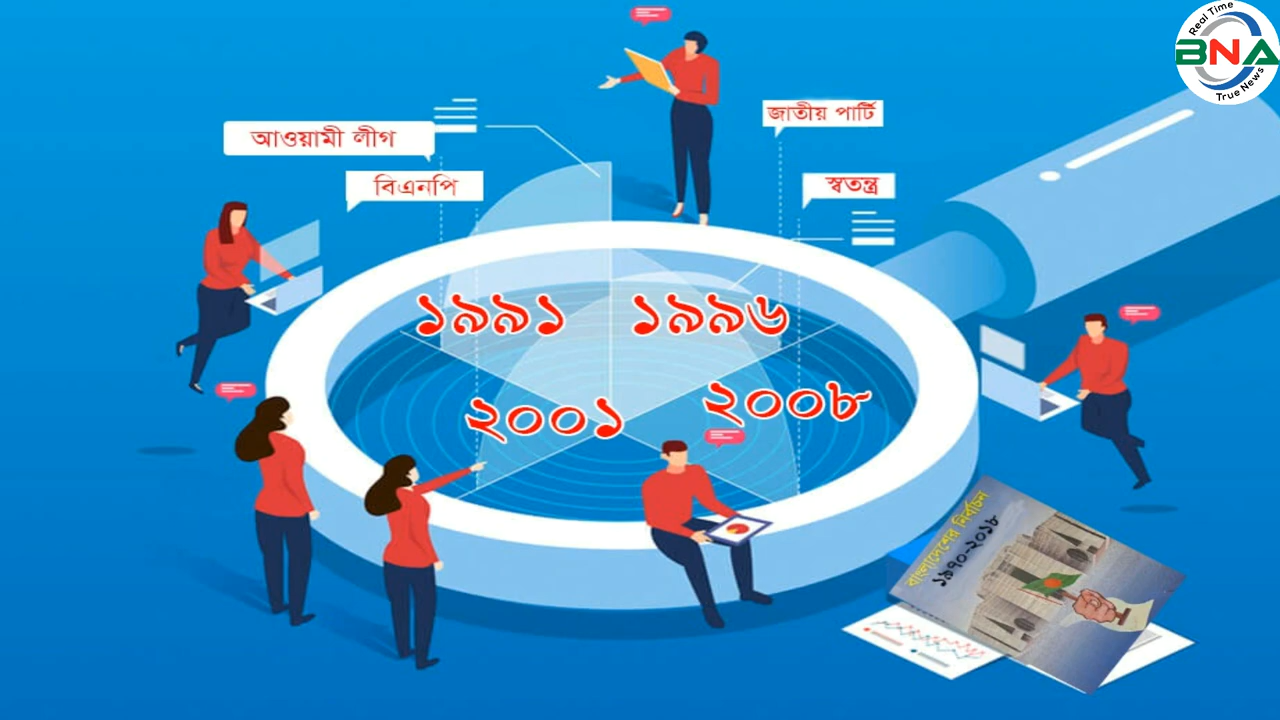 Real Time
BNA
True News
আওয়ামী লীগ
বিএনপি
জাতীয় পার্টি
স্বতন্ত্র
১৯৯১
১৯৯৬
২০০১
২০০৮
বাংলাদেশের নির্বাচন
১৯৭০-২০১৮